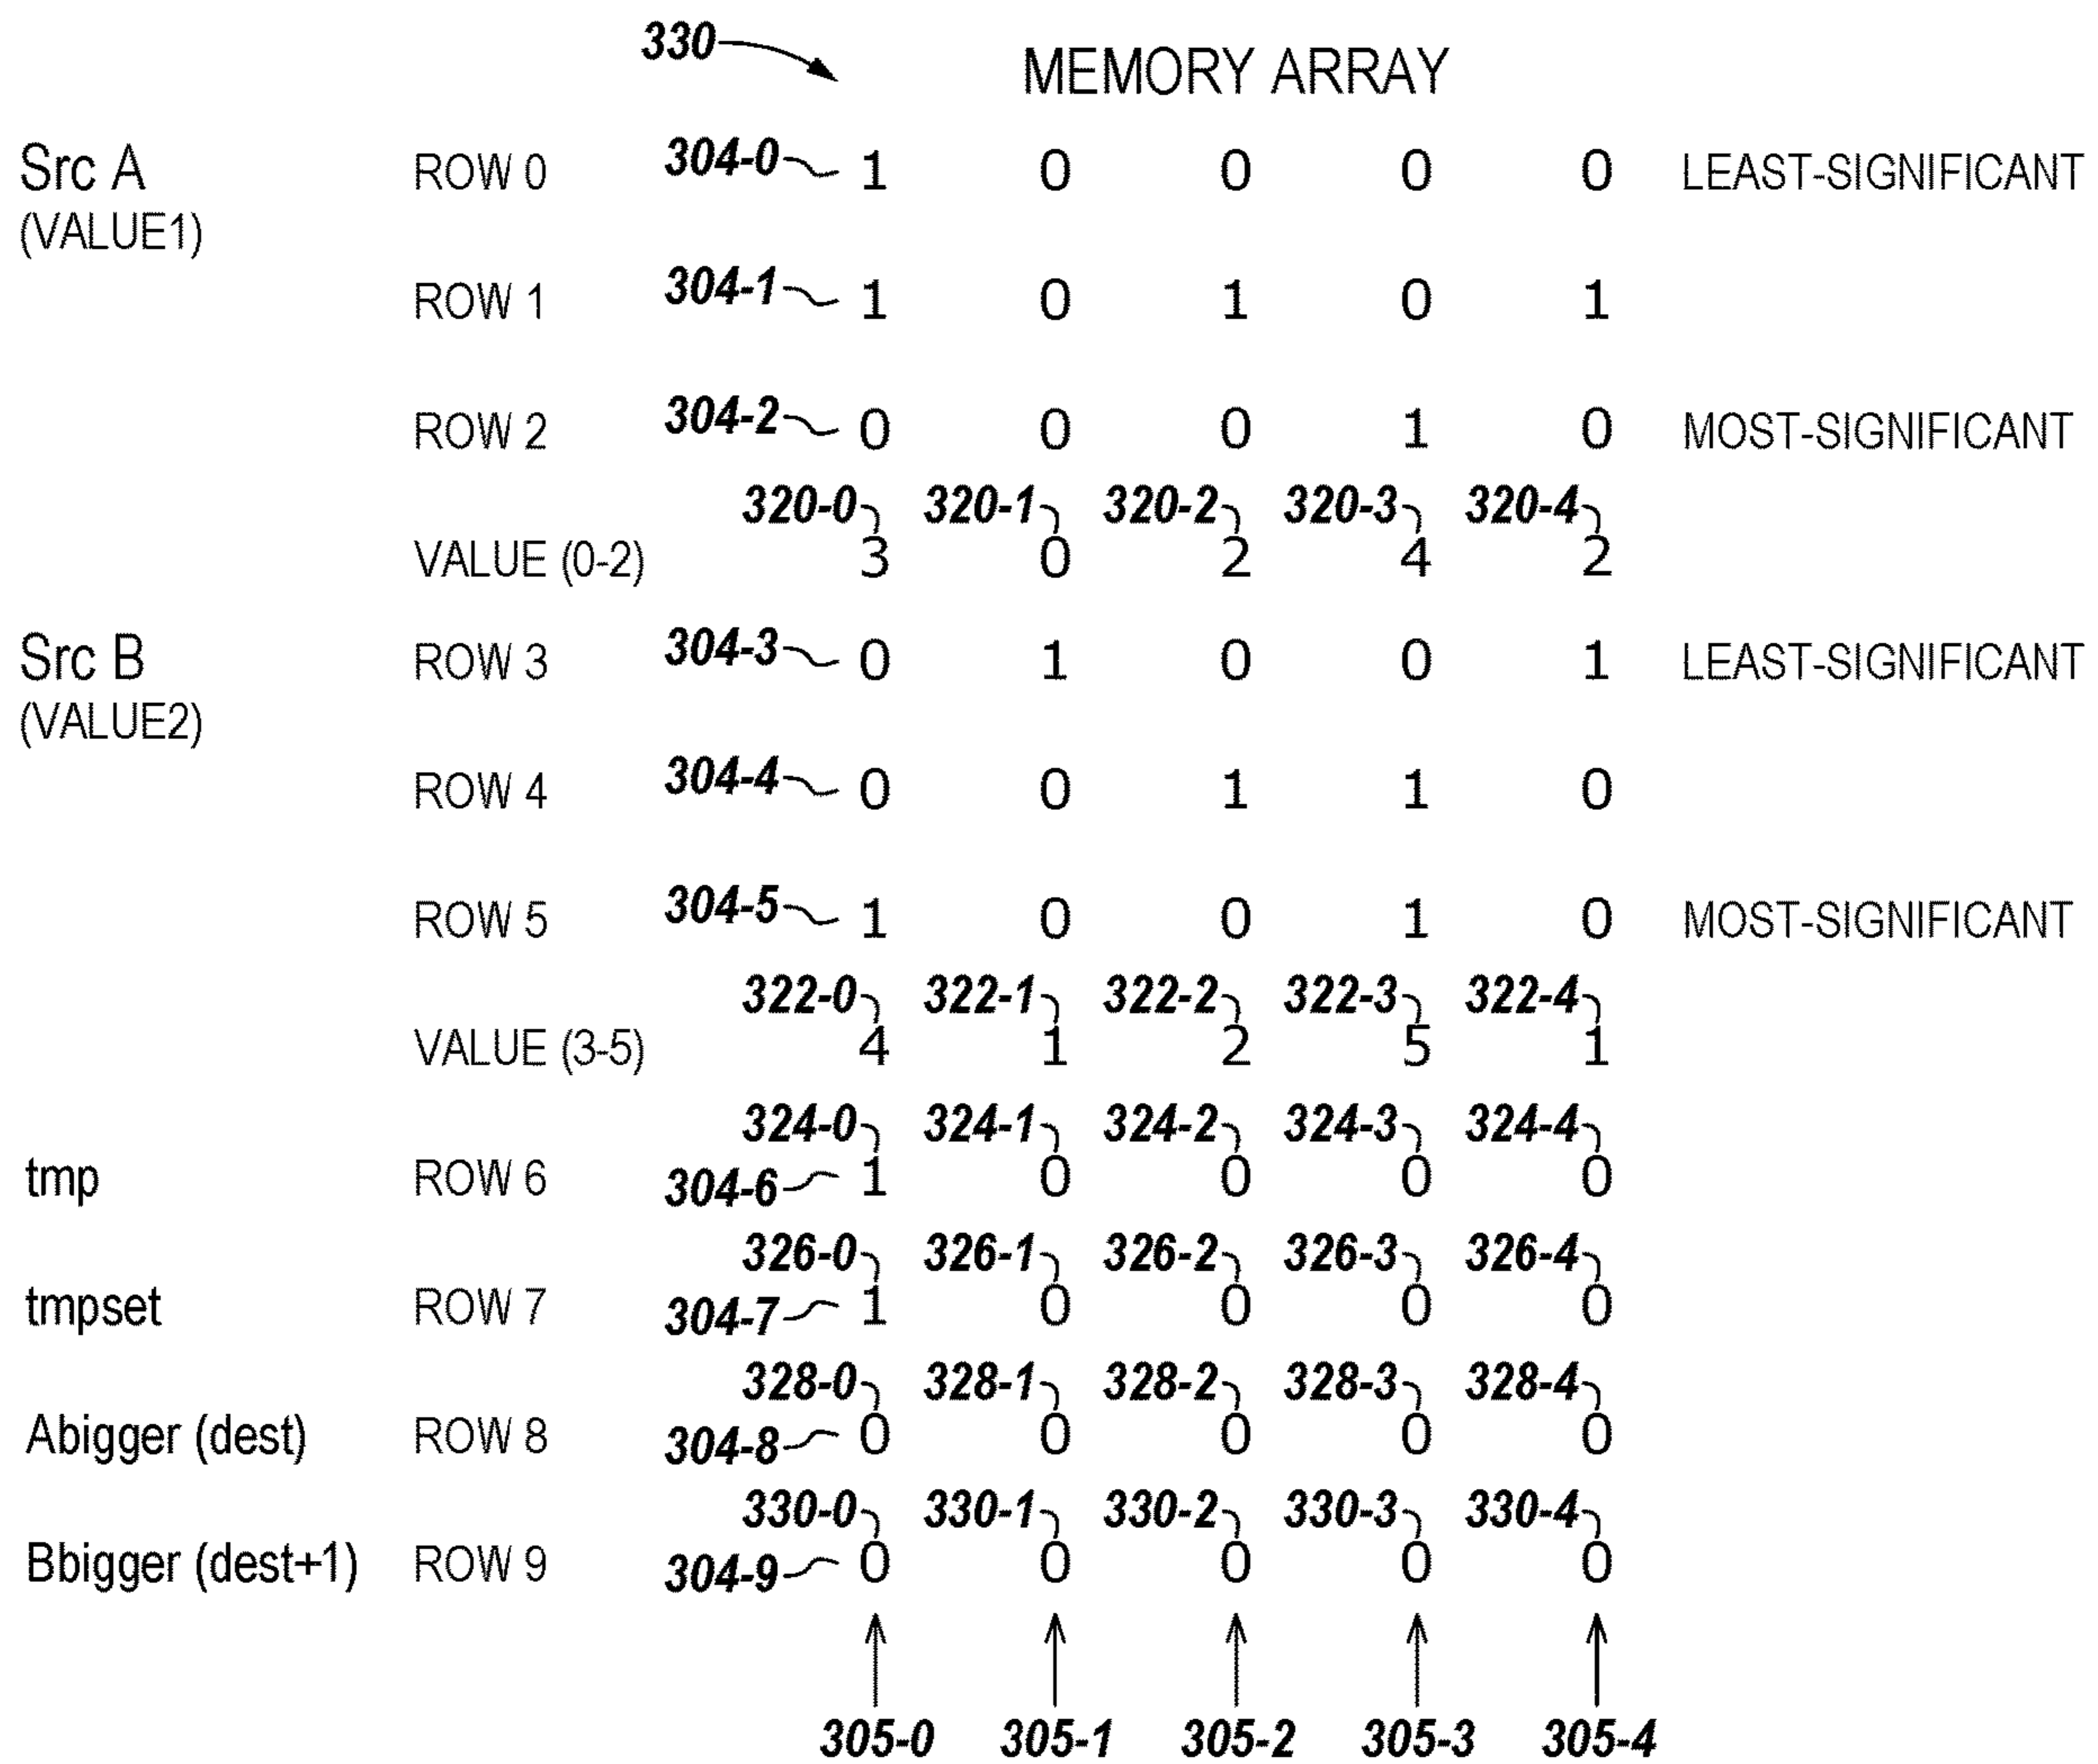 330 MEMORY ARRAY
Src A ROW 0 304-0 1 0 0 0 0 LEAST-SIGNIFICANT
(VALUE1)
ROW 1 304-1 1 0 1 0 1
ROW 2 304-2 0 0 0 1 0 MOST-SIGNIFICANT
320-0 320-1 320-2 320-3 320-4
VALUE (0-2) 3 0 2 4 2
Src B ROW 3 304-3 0 1 0 0 1 LEAST-SIGNIFICANT
(VALUE2)
ROW 4 304-4 0 0 1 1 0
ROW 5 304-5 1 0 0 1 0 MOST-SIGNIFICANT
322-0 322-1 322-2 322-3 322-4
VALUE (3-5) 4 1 2 5 1
324-0 324-1 324-2 324-3 324-4
tmp ROW 6 304-6 1 0 0 0 0
326-0 326-1 326-2 326-3 326-4
tmpset ROW 7 304-7 1 0 0 0 0
328-0 328-1 328-2 328-3 328-4
Abigger (dest) ROW 8 304-8 0 0 0 0 0
330-0 330-1 330-2 330-3 330-4
Bbigger (dest+1) ROW 9 304-9 0 0 0 0 0
305-0 305-1 305-2 305-3 305-4